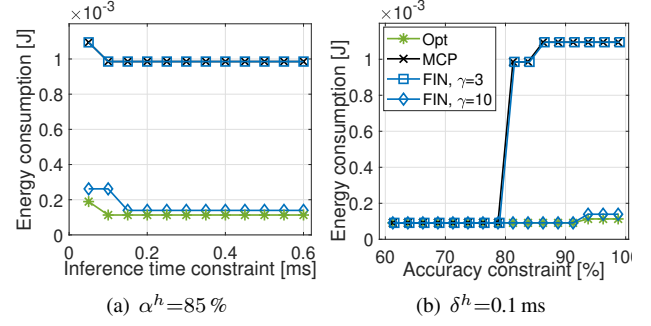 ×10⁻³
Energy consumption [J]
1
0.8
0.6
0.4
0.2
0
0 0.2 0.4 0.6
Inference time constraint [ms]
(a) αʰ=85 %
×10⁻³
Energy consumption [J]
1
0.8
0.6
0.4
0.2
0
Opt
MCP
FIN, γ=3
FIN, γ=10
60 70 80 90 100
Accuracy constraint [%]
(b) δʰ=0.1 ms